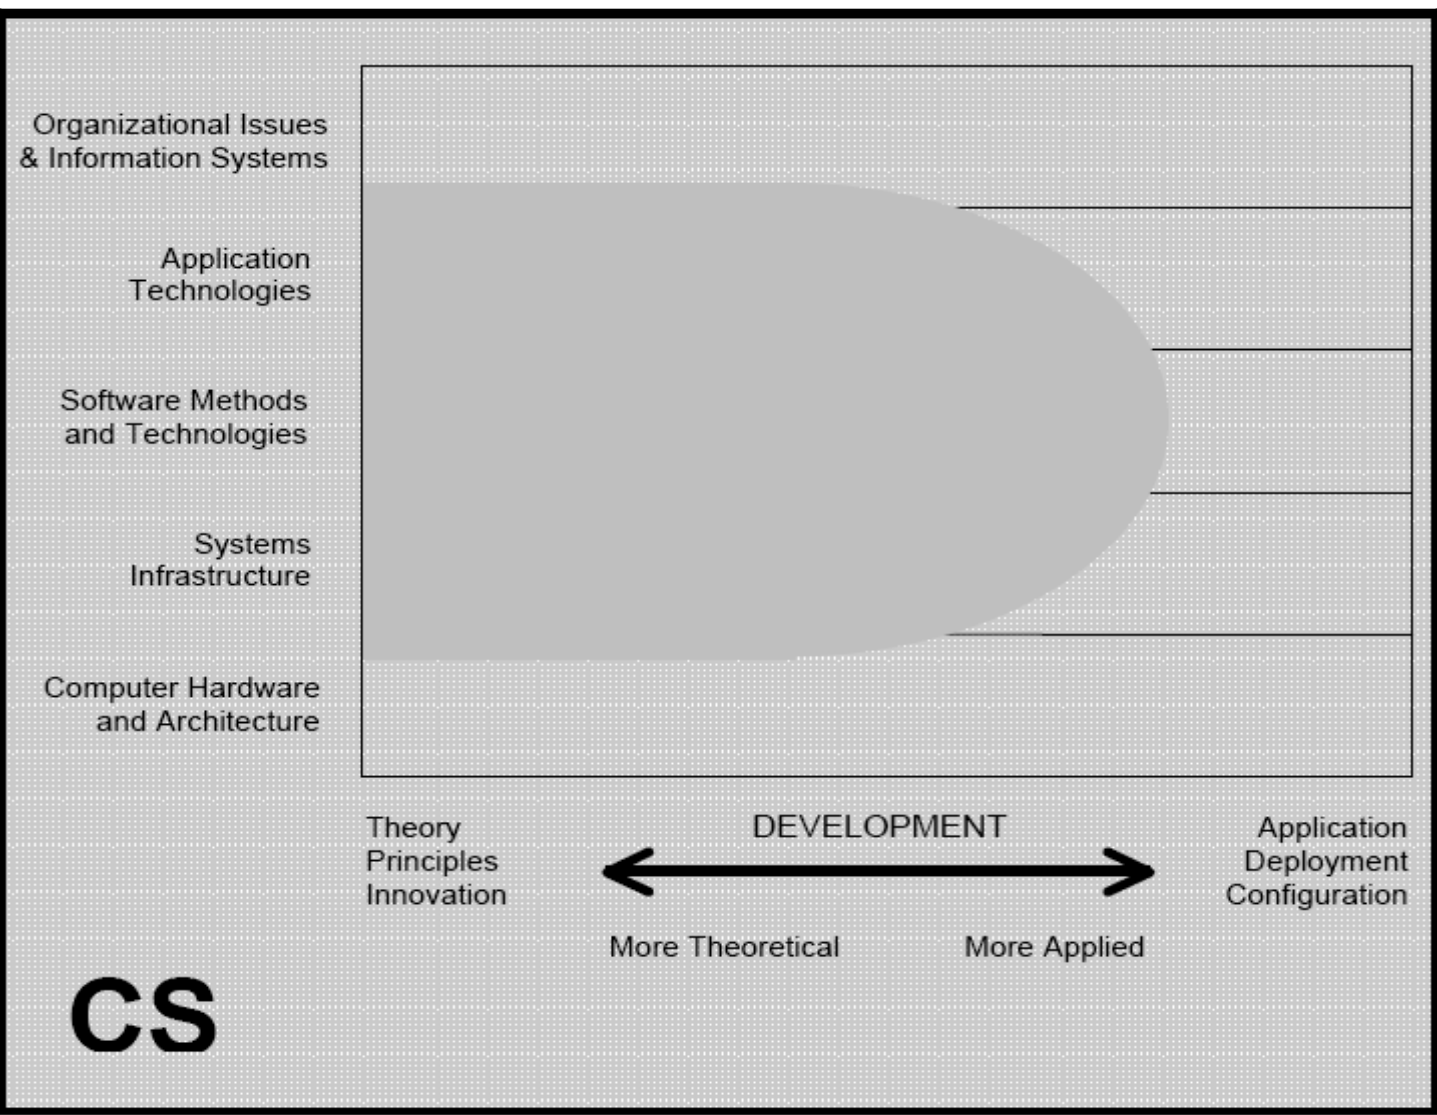 Organizational Issues
& Information Systems
Application
Technologies
Software Methods
and Technologies
Systems
Infrastructure
Computer Hardware
and Architecture
Theory
Principles
Innovation
DEVELOPMENT
Application
Deployment
Configuration
More Theoretical
More Applied
CS